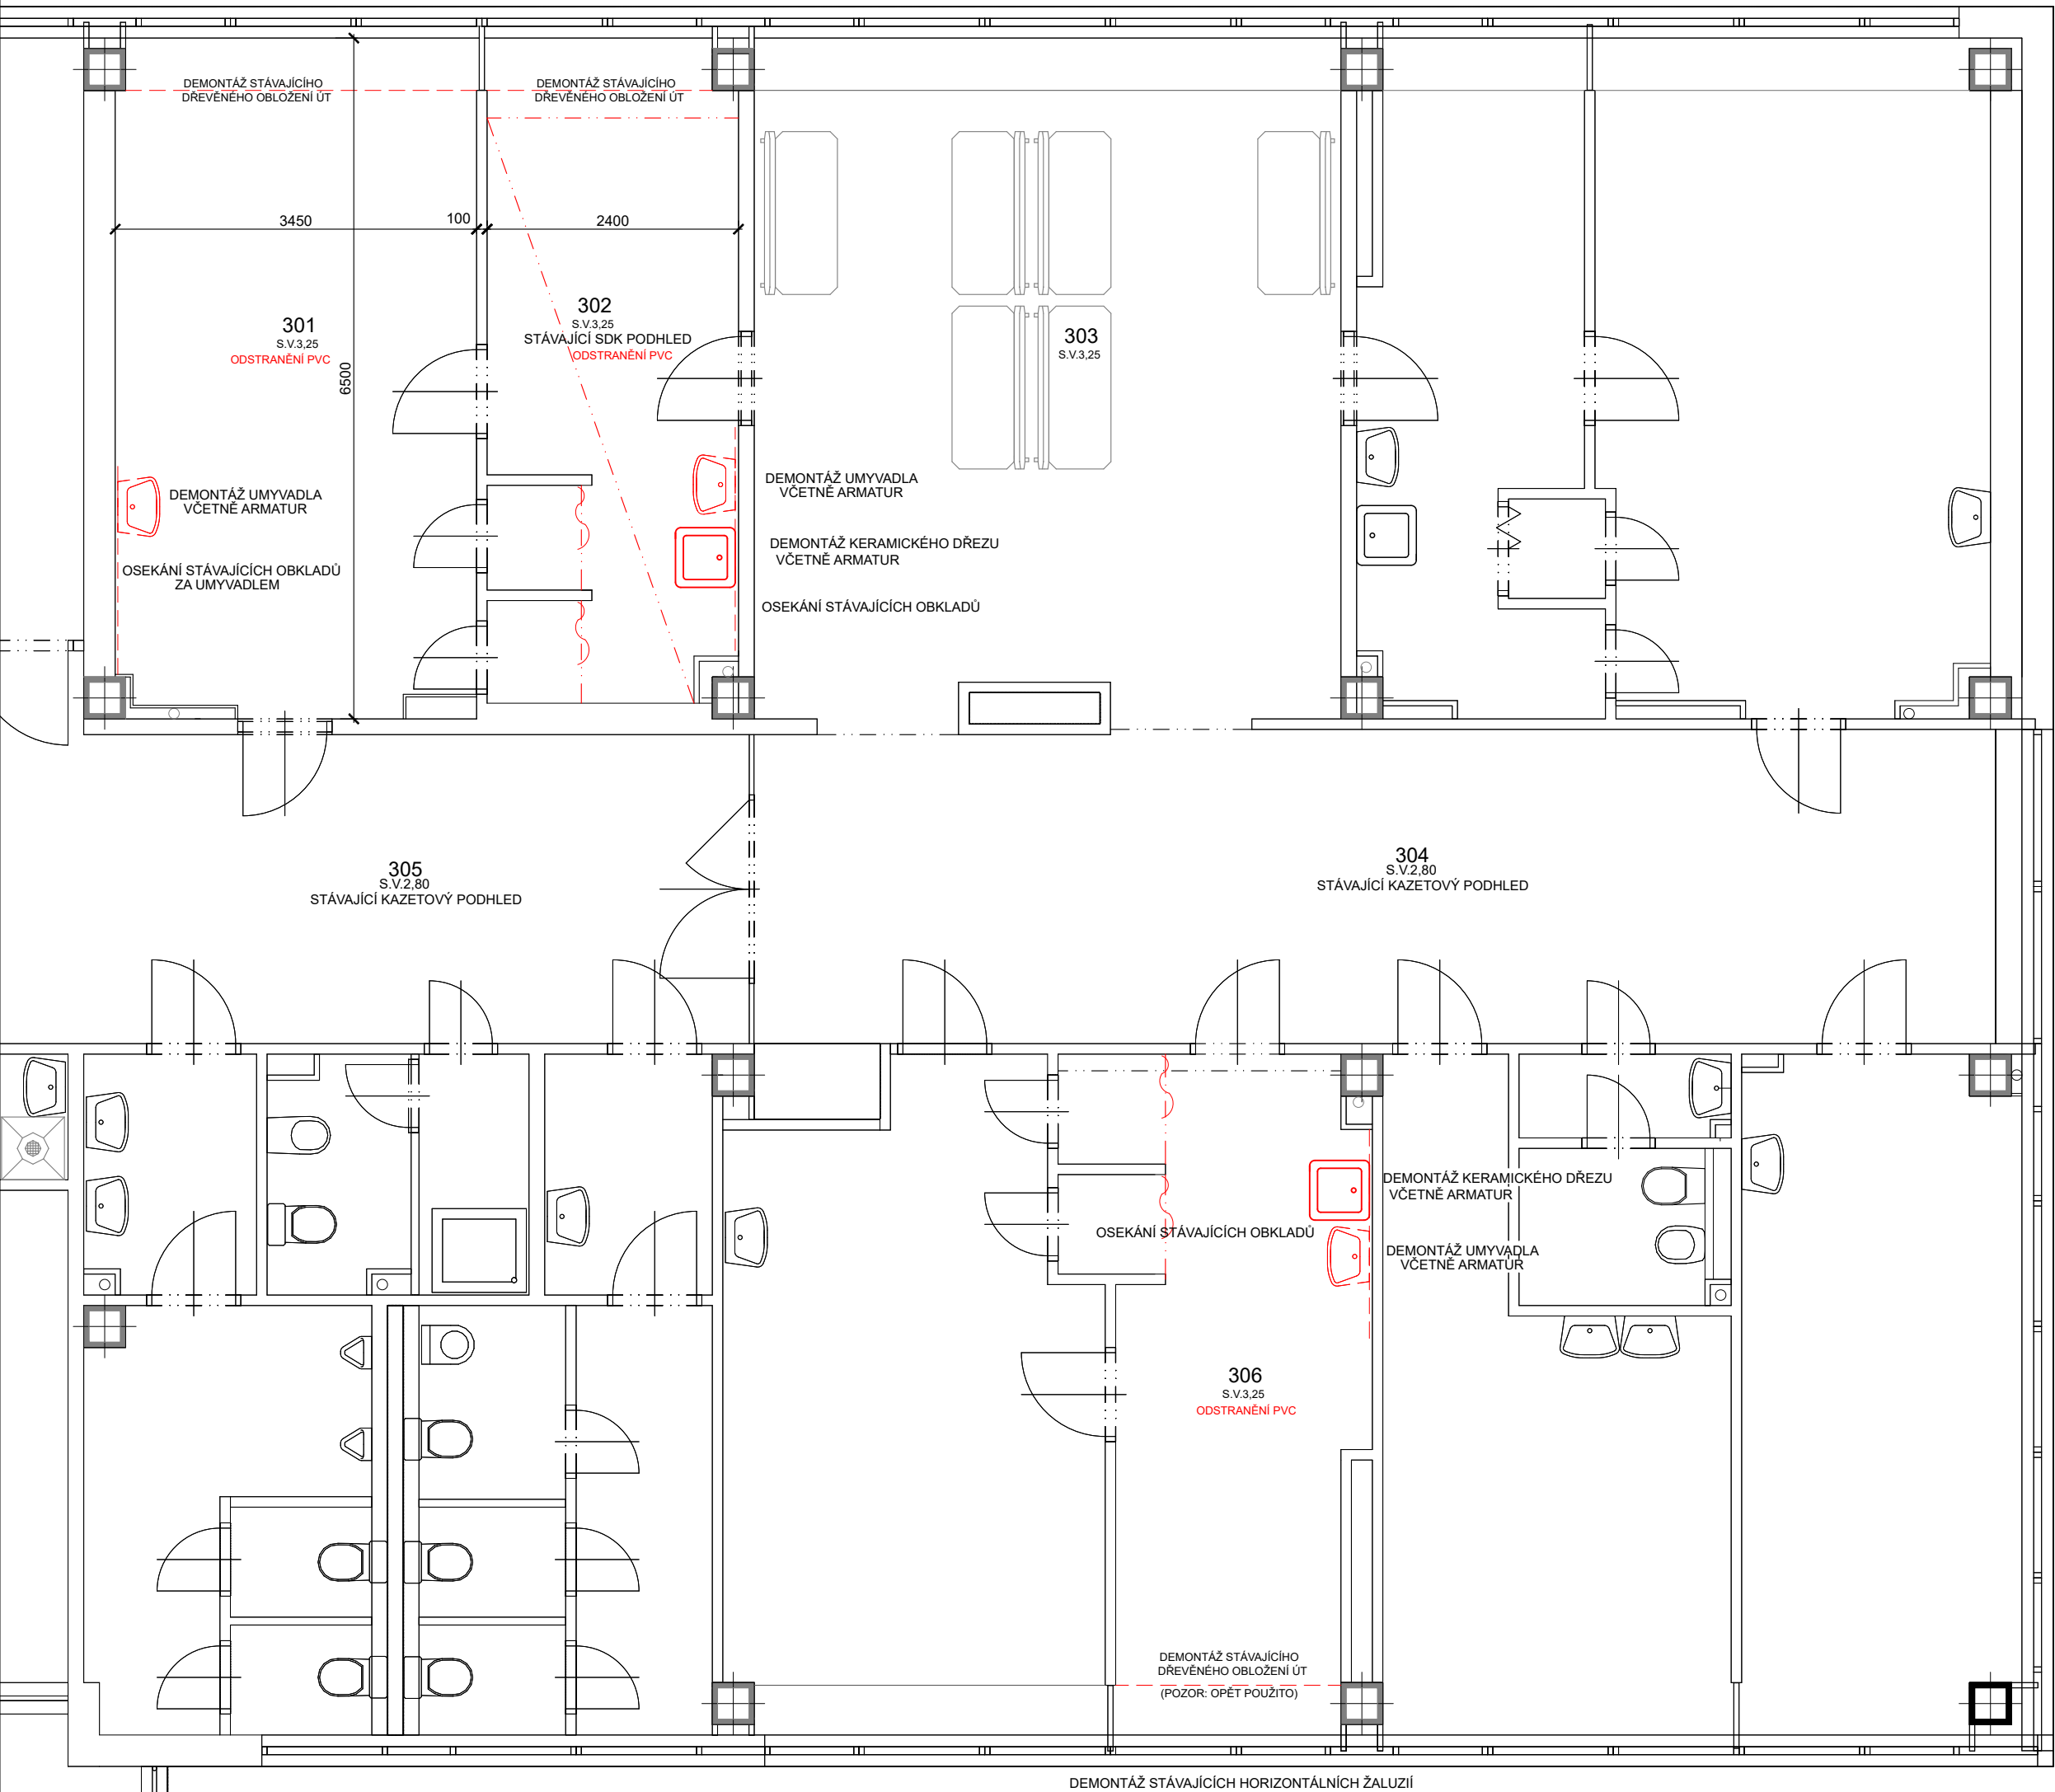 DEMONTÁŽ STÁVAJÍCÍHO
DŘEVĚNÉHO OBLOŽENÍ ÚT
DEMONTÁŽ STÁVAJÍCÍHO
DŘEVĚNÉHO OBLOŽENÍ ÚT
3450
100
2400
6500
301
S.V.3,25
ODSTRANĚNÍ PVC
302
S.V.3,25
STÁVAJÍCÍ SDK PODHLED
ODSTRANĚNÍ PVC
303
S.V.3,25
DEMONTÁŽ UMYVADLA
VČETNĚ ARMATUR
OSEKÁNÍ STÁVAJÍCÍCH OBKLADŮ
ZA UMYVADLEM
DEMONTÁŽ UMYVADLA
VČETNĚ ARMATUR
DEMONTÁŽ KERAMICKÉHO DŘEZU
VČETNĚ ARMATUR
OSEKÁNÍ STÁVAJÍCÍCH OBKLADŮ
305
S.V.2,80
STÁVAJÍCÍ KAZETOVÝ PODHLED
304
S.V.2,80
STÁVAJÍCÍ KAZETOVÝ PODHLED
DEMONTÁŽ KERAMICKÉHO DŘEZU
VČETNĚ ARMATUR
OSEKÁNÍ STÁVAJÍCÍCH OBKLADŮ
DEMONTÁŽ UMYVADLA
VČETNĚ ARMATUR
306
S.V.3,25
ODSTRANĚNÍ PVC
DEMONTÁŽ STÁVAJÍCÍHO
DŘEVĚNÉHO OBLOŽENÍ ÚT
(POZOR: OPĚT POUŽITO)
DEMONTÁŽ STÁVAJÍCÍCH HORIZONTÁLNÍCH ŽALUZIÍ